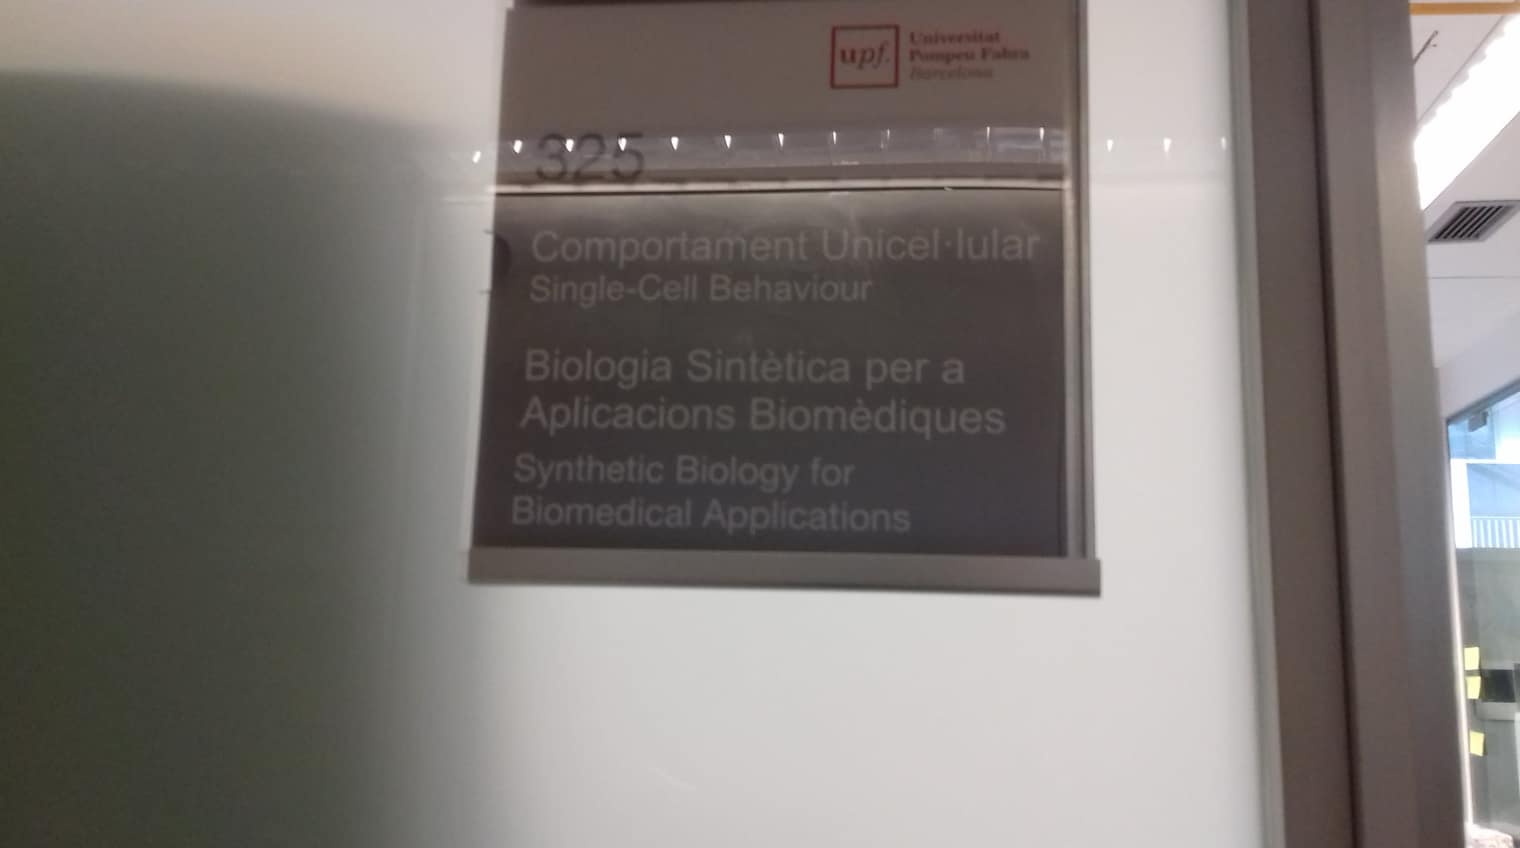 upf.
Universitat
Pompeu Fabra
Barcelona
325
Comportament Unicel·lular
Single-Cell Behaviour
Biologia Sintètica per a
Aplicacions Biomèdiques
Synthetic Biology for
Biomedical Applications